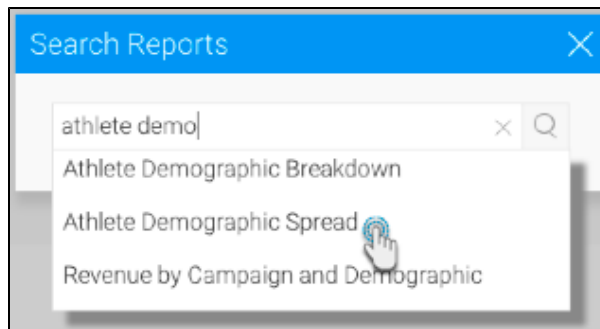 Search Reports
athlete demo
Athlete Demographic Breakdown
Athlete Demographic Spread
Revenue by Campaign and Demographic